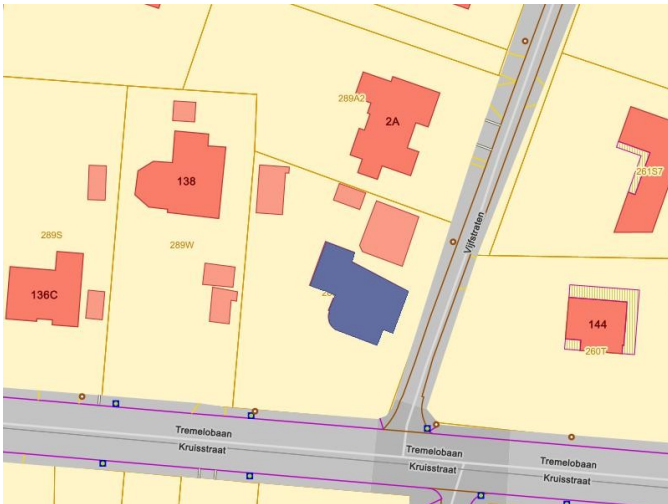 289A2
2A
261S7
138
289S
289W
Vijfstraten
136C
144
260T
Tremelobaan
Kruisstraat
Tremelobaan
Kruisstraat
Tremelobaan
Kruisstraat